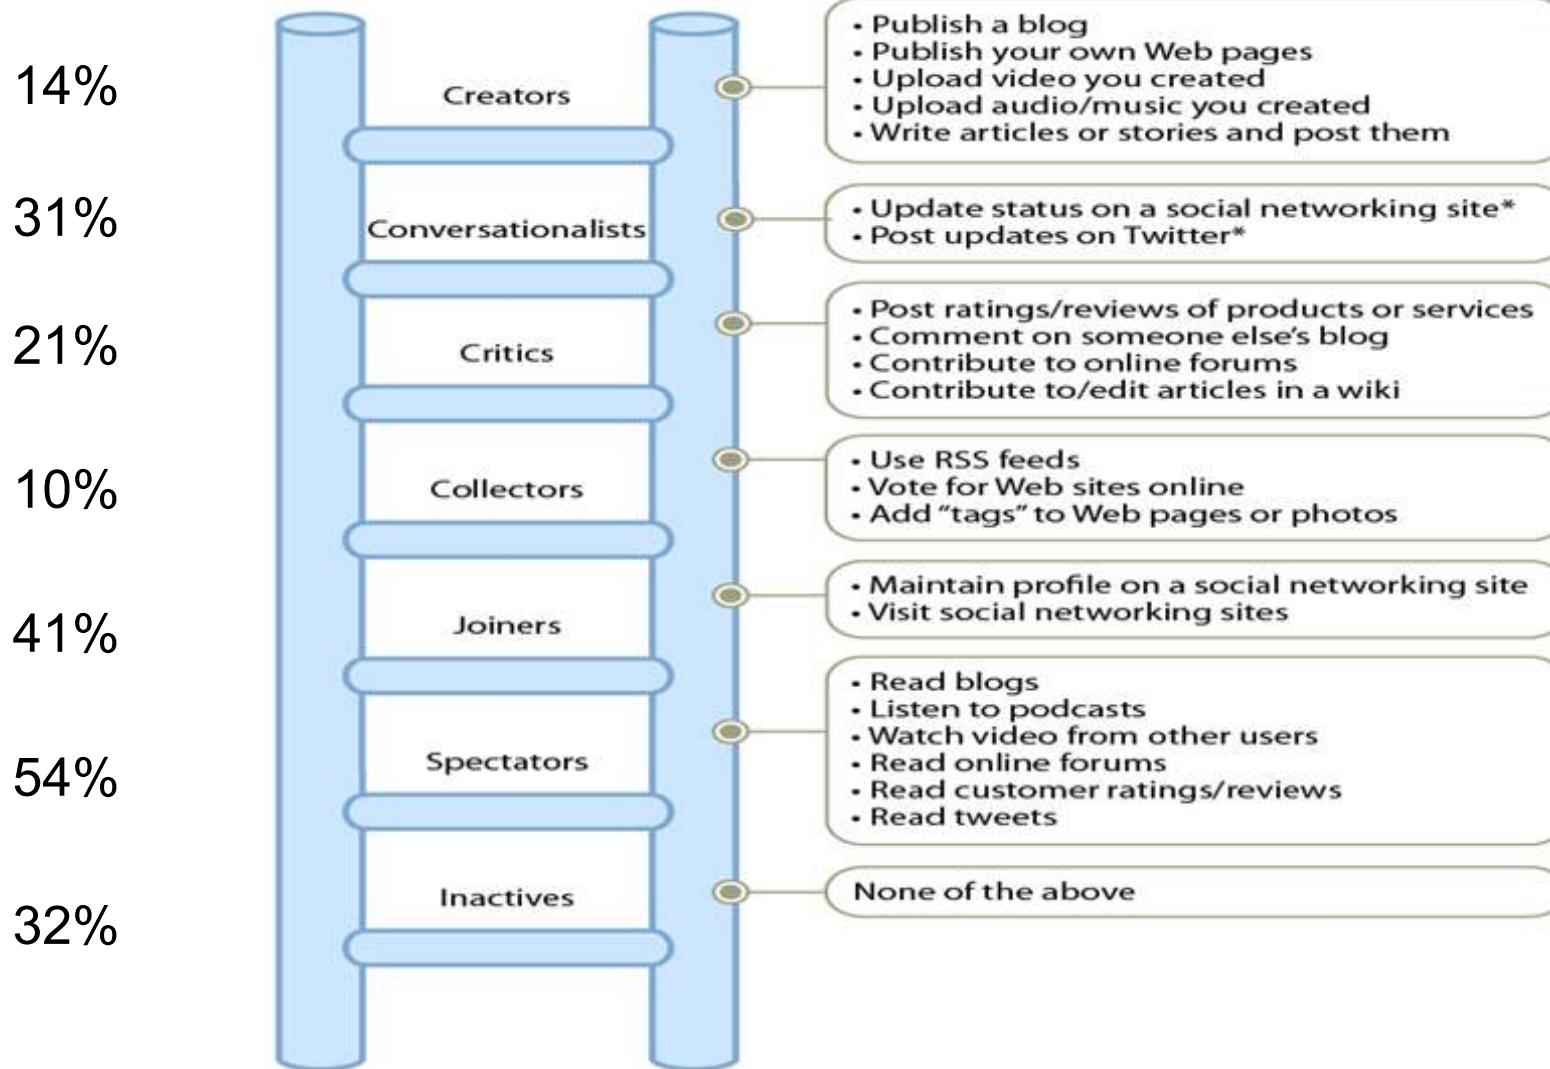 14%
Creators
• Publish a blog
• Publish your own Web pages
• Upload video you created
• Upload audio/music you created
• Write articles or stories and post them
31%
Conversationalists
• Update status on a social networking site*
• Post updates on Twitter*
21%
Critics
• Post ratings/reviews of products or services
• Comment on someone else’s blog
• Contribute to online forums
• Contribute to/edit articles in a wiki
10%
Collectors
• Use RSS feeds
• Vote for Web sites online
• Add “tags” to Web pages or photos
41%
Joiners
• Maintain profile on a social networking site
• Visit social networking sites
54%
Spectators
• Read blogs
• Listen to podcasts
• Watch video from other users
• Read online forums
• Read customer ratings/reviews
• Read tweets
32%
Inactives
None of the above